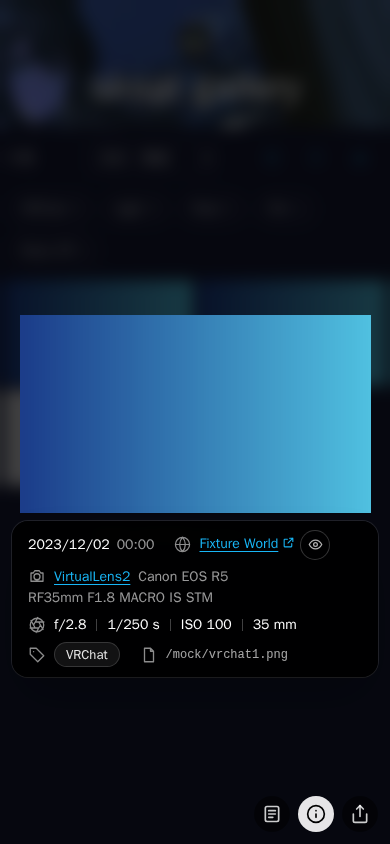 2023/12/02 00:00 Fixture World
VirtualLens2 Canon EOS R5
RF35mm F1.8 MACRO IS STM
f/2.8 | 1/250 s | ISO 100 | 35 mm
VRChat /mock/vrchat1.png